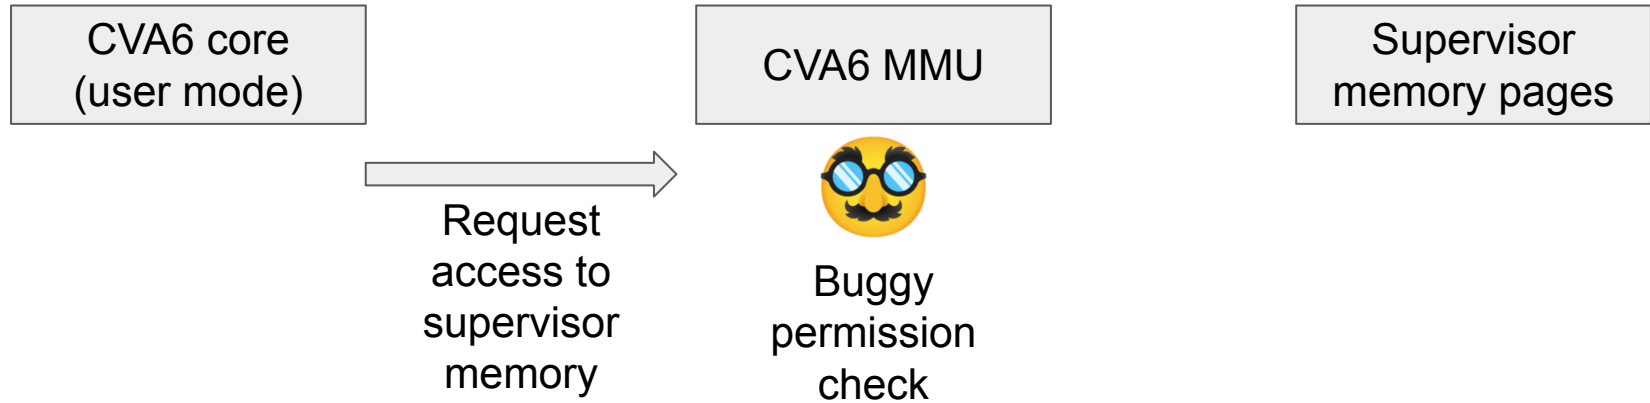 CVA6 core
(user mode)
CVA6 MMU
Supervisor
memory pages
Request
access to
supervisor
memory
Buggy
permission
check